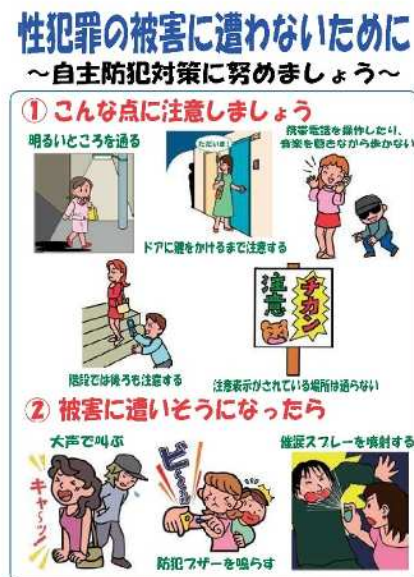 性犯罪の被害に遭わないために
～自主防犯対策に努めましょう～
① こんな点に注意しましょう
明るいところを通る
ただいま!
ドアに鍵をかけるまで注意する
携帯電話を操作したり、
音楽を聴きながら歩かない
階段では後ろも注意する
チカン
注意
注意表示がされている場所は通らない
② 被害に遭いそうになったら
大声で叫ぶ
キャーッ!
防犯ブザーを鳴らす
催涙スプレーを噴射する